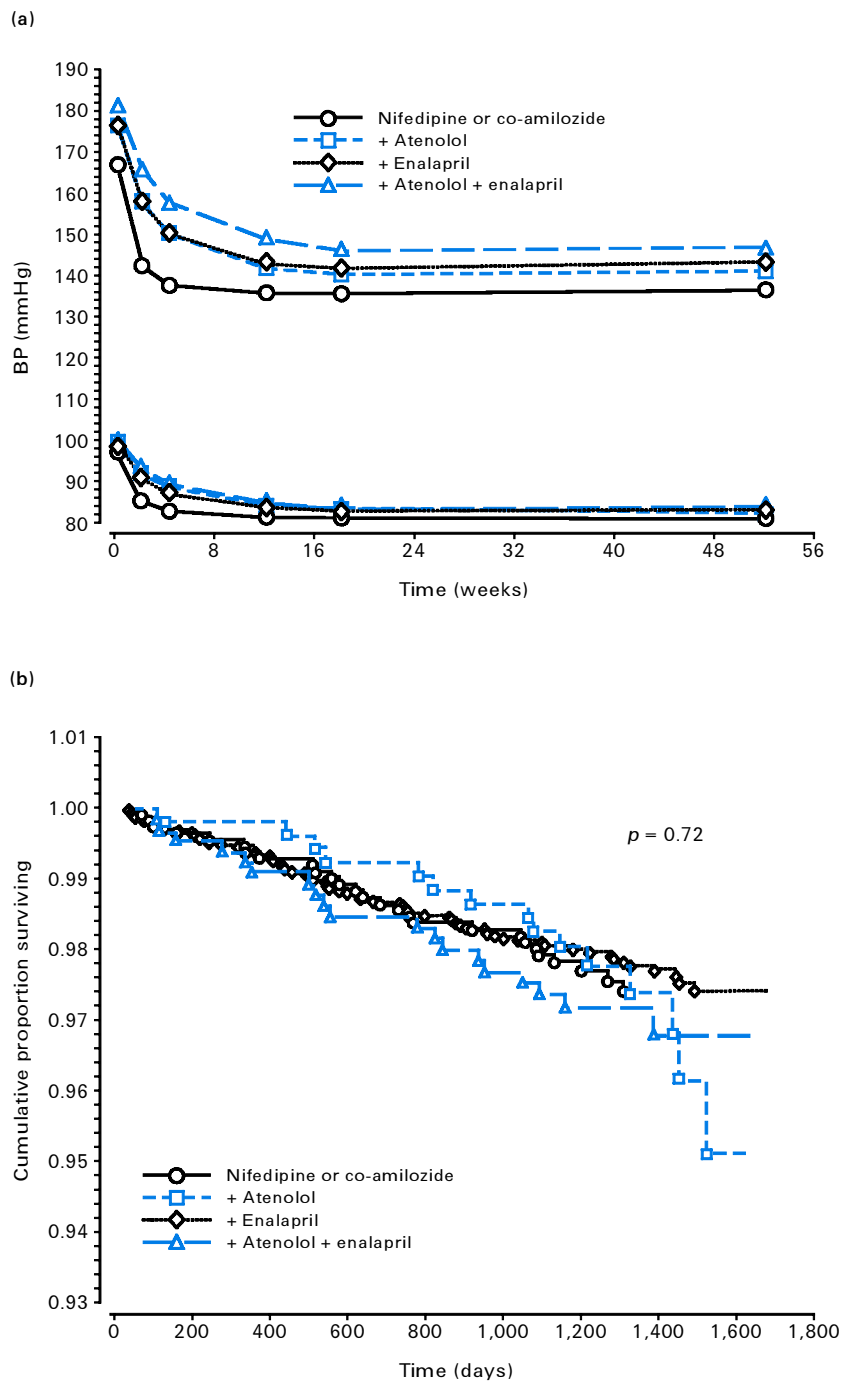 (a)
190
180
170
160
150
140
130
120
110
100
90
80
BP (mmHg)
Nifedipine or co-amilozide
+ Atenolol
+ Enalapril
+ Atenolol + enalapril
0 8 16 24 32 40 48 56
Time (weeks)
(b)
1.01
1.00
0.99
0.98
0.97
0.96
0.95
0.94
0.93
Cumulative proportion surviving
p = 0.72
Nifedipine or co-amilozide
+ Atenolol
+ Enalapril
+ Atenolol + enalapril
0 200 400 600 800 1,000 1,200 1,400 1,600 1,800
Time (days)